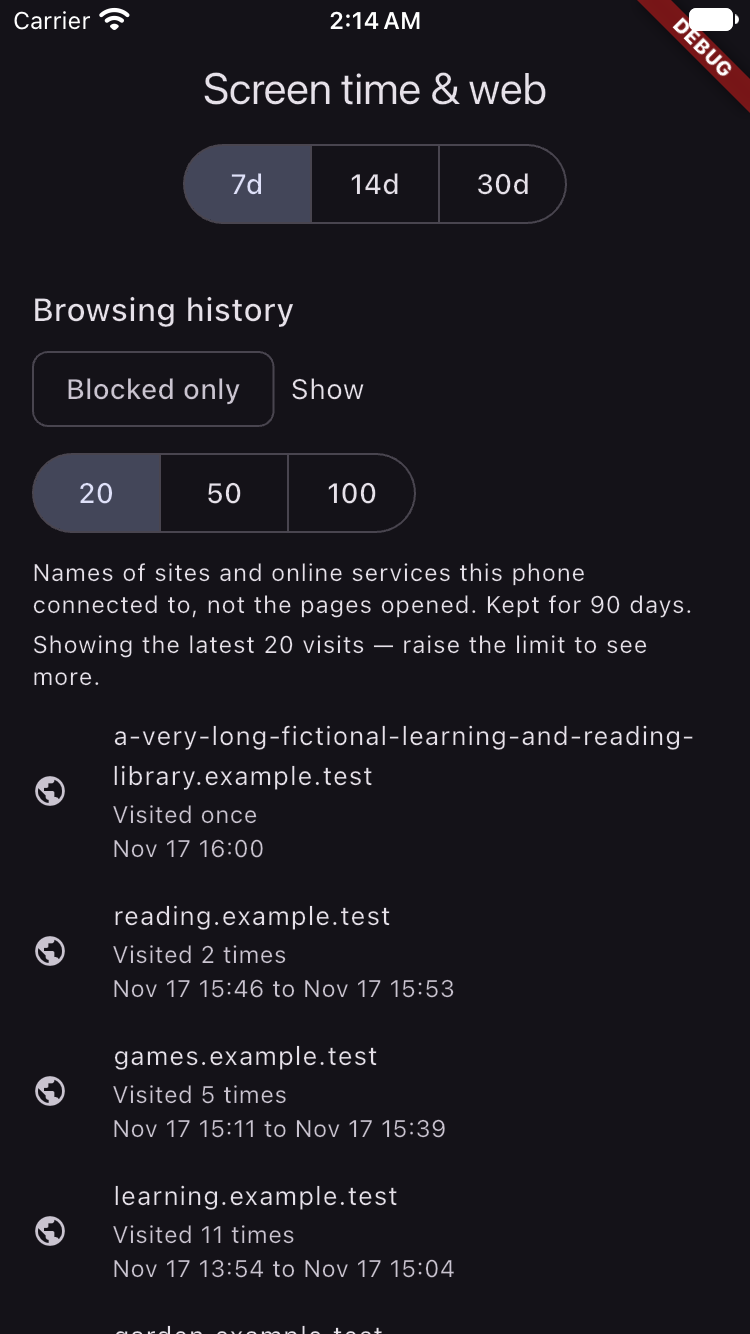 Carrier 2:14 AM
DEBUG
Screen time & web
7d 14d 30d
Browsing history
Blocked only Show
20 50 100
Names of sites and online services this phone
connected to, not the pages opened. Kept for 90 days.
Showing the latest 20 visits — raise the limit to see
more.
a-very-long-fictional-learning-and-reading-
library.example.test
Visited once
Nov 17 16:00
reading.example.test
Visited 2 times
Nov 17 15:46 to Nov 17 15:53
games.example.test
Visited 5 times
Nov 17 15:11 to Nov 17 15:39
learning.example.test
Visited 11 times
Nov 17 13:54 to Nov 17 15:04